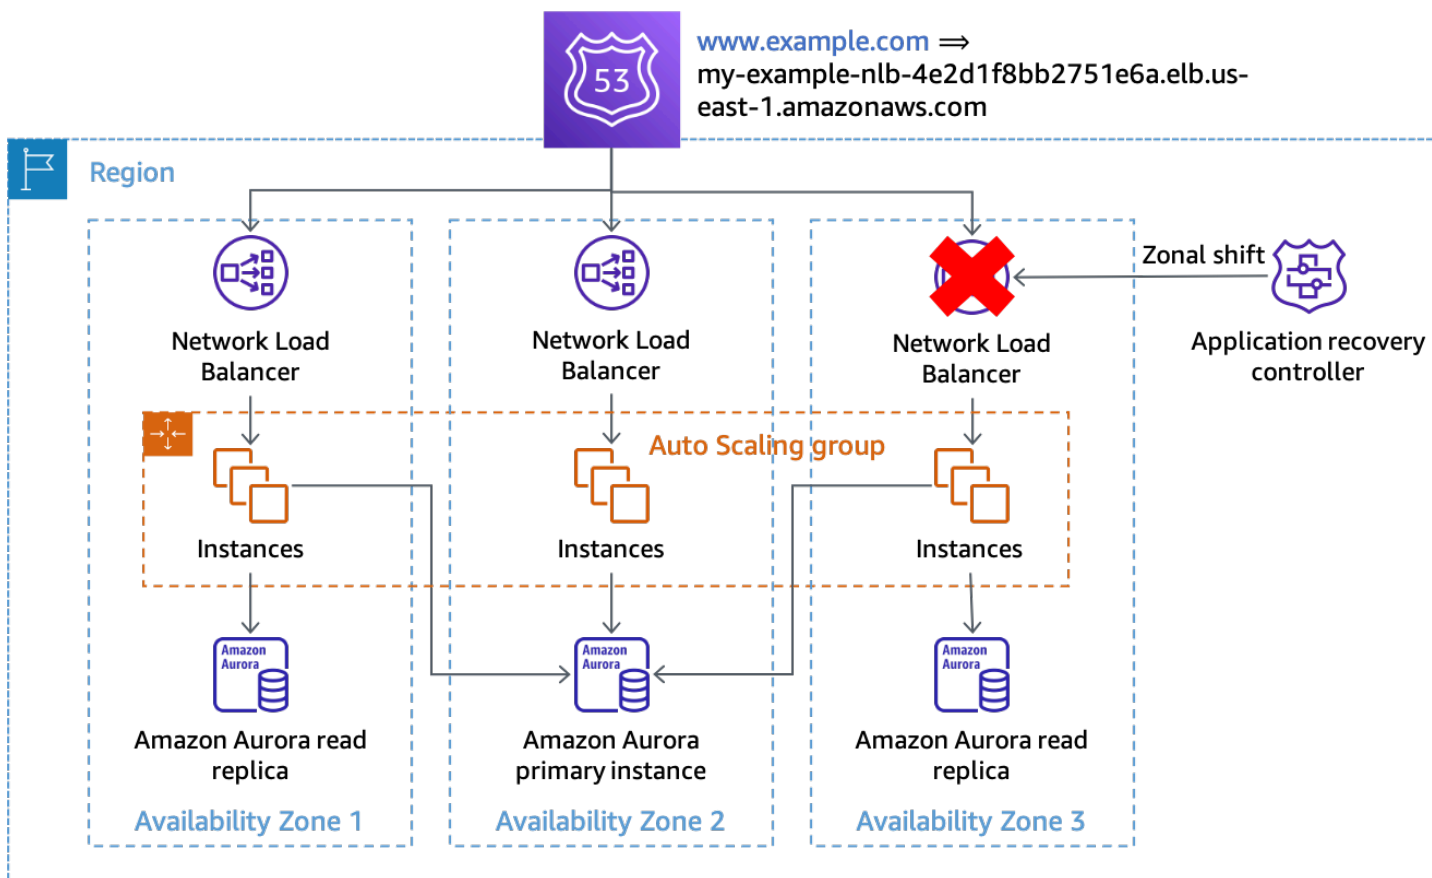 53
www.example.com ⟹
my-example-nlb-4e2d1f8bb2751e6a.elb.us-
east-1.amazonaws.com
Region
Zonal shift
Network Load
Balancer
Network Load
Balancer
Network Load
Balancer
Application recovery
controller
Auto Scaling group
Instances
Instances
Instances
Amazon
Aurora
Amazon
Aurora
Amazon
Aurora
Amazon Aurora read
replica
Amazon Aurora
primary instance
Amazon Aurora read
replica
Availability Zone 1
Availability Zone 2
Availability Zone 3